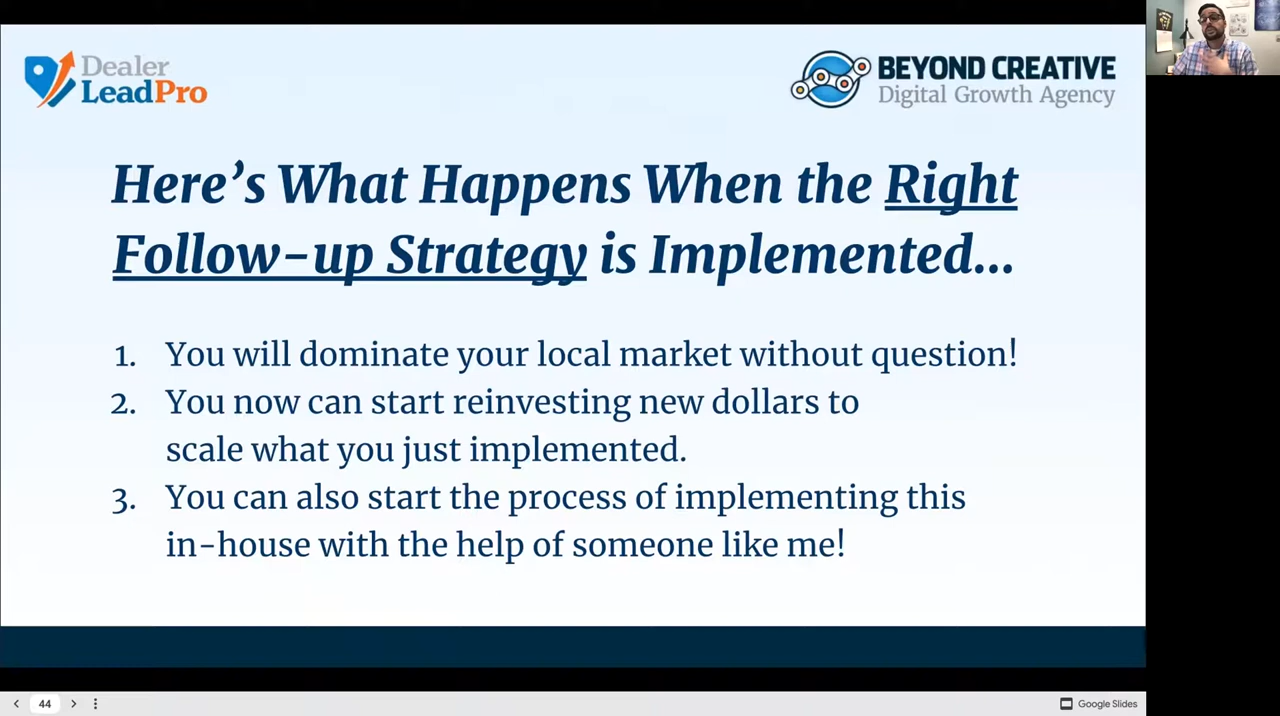 Dealer
LeadPro
BEYOND CREATIVE
Digital Growth Agency
Here's What Happens When the Right
Follow-up Strategy is Implemented...
1. You will dominate your local market without question!
2. You now can start reinvesting new dollars to
scale what you just implemented.
3. You can also start the process of implementing this
in-house with the help of someone like me!
44
Google Slides